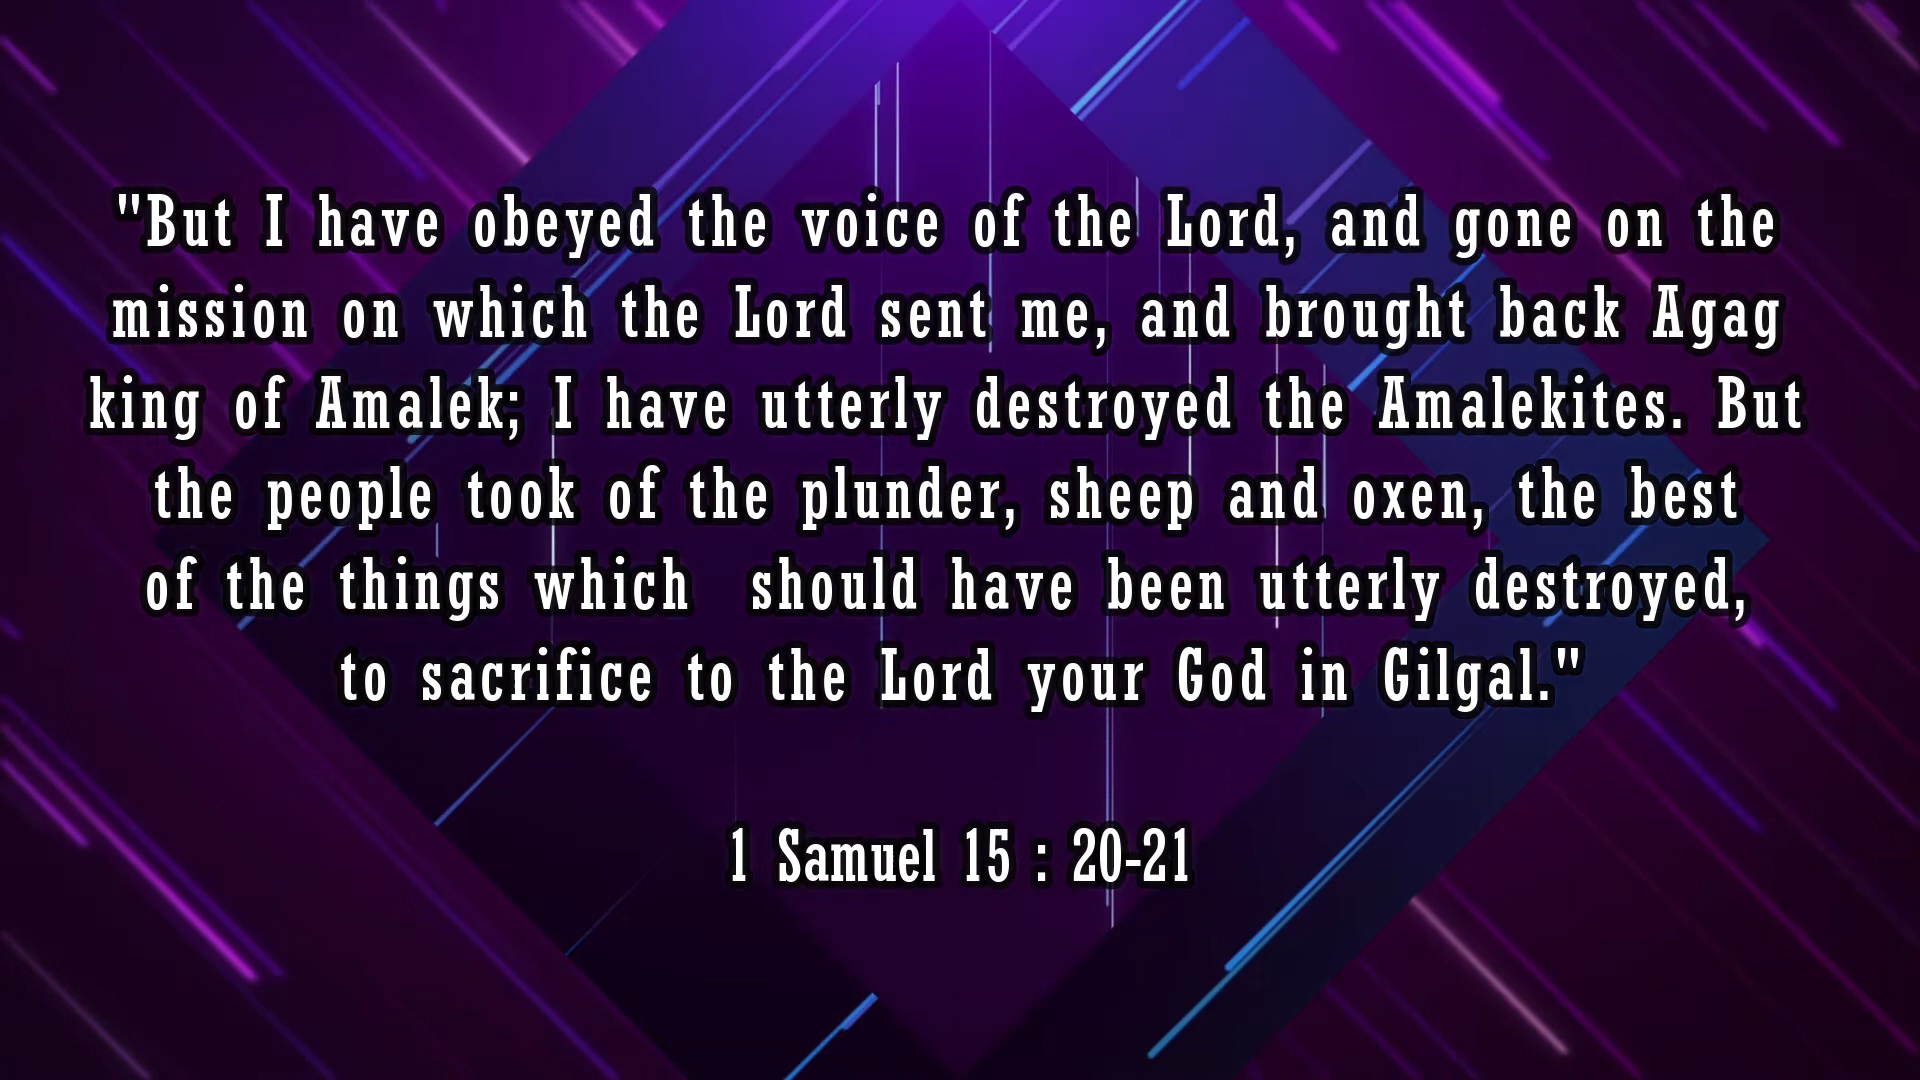 "But I have obeyed the voice of the Lord, and gone on the
mission on which the Lord sent me, and brought back Agag
king of Amalek; I have utterly destroyed the Amalekites. But
the people took of the plunder, sheep and oxen, the best
of the things which  should have been utterly destroyed,
to sacrifice to the Lord your God in Gilgal."
1 Samuel 15 : 20-21